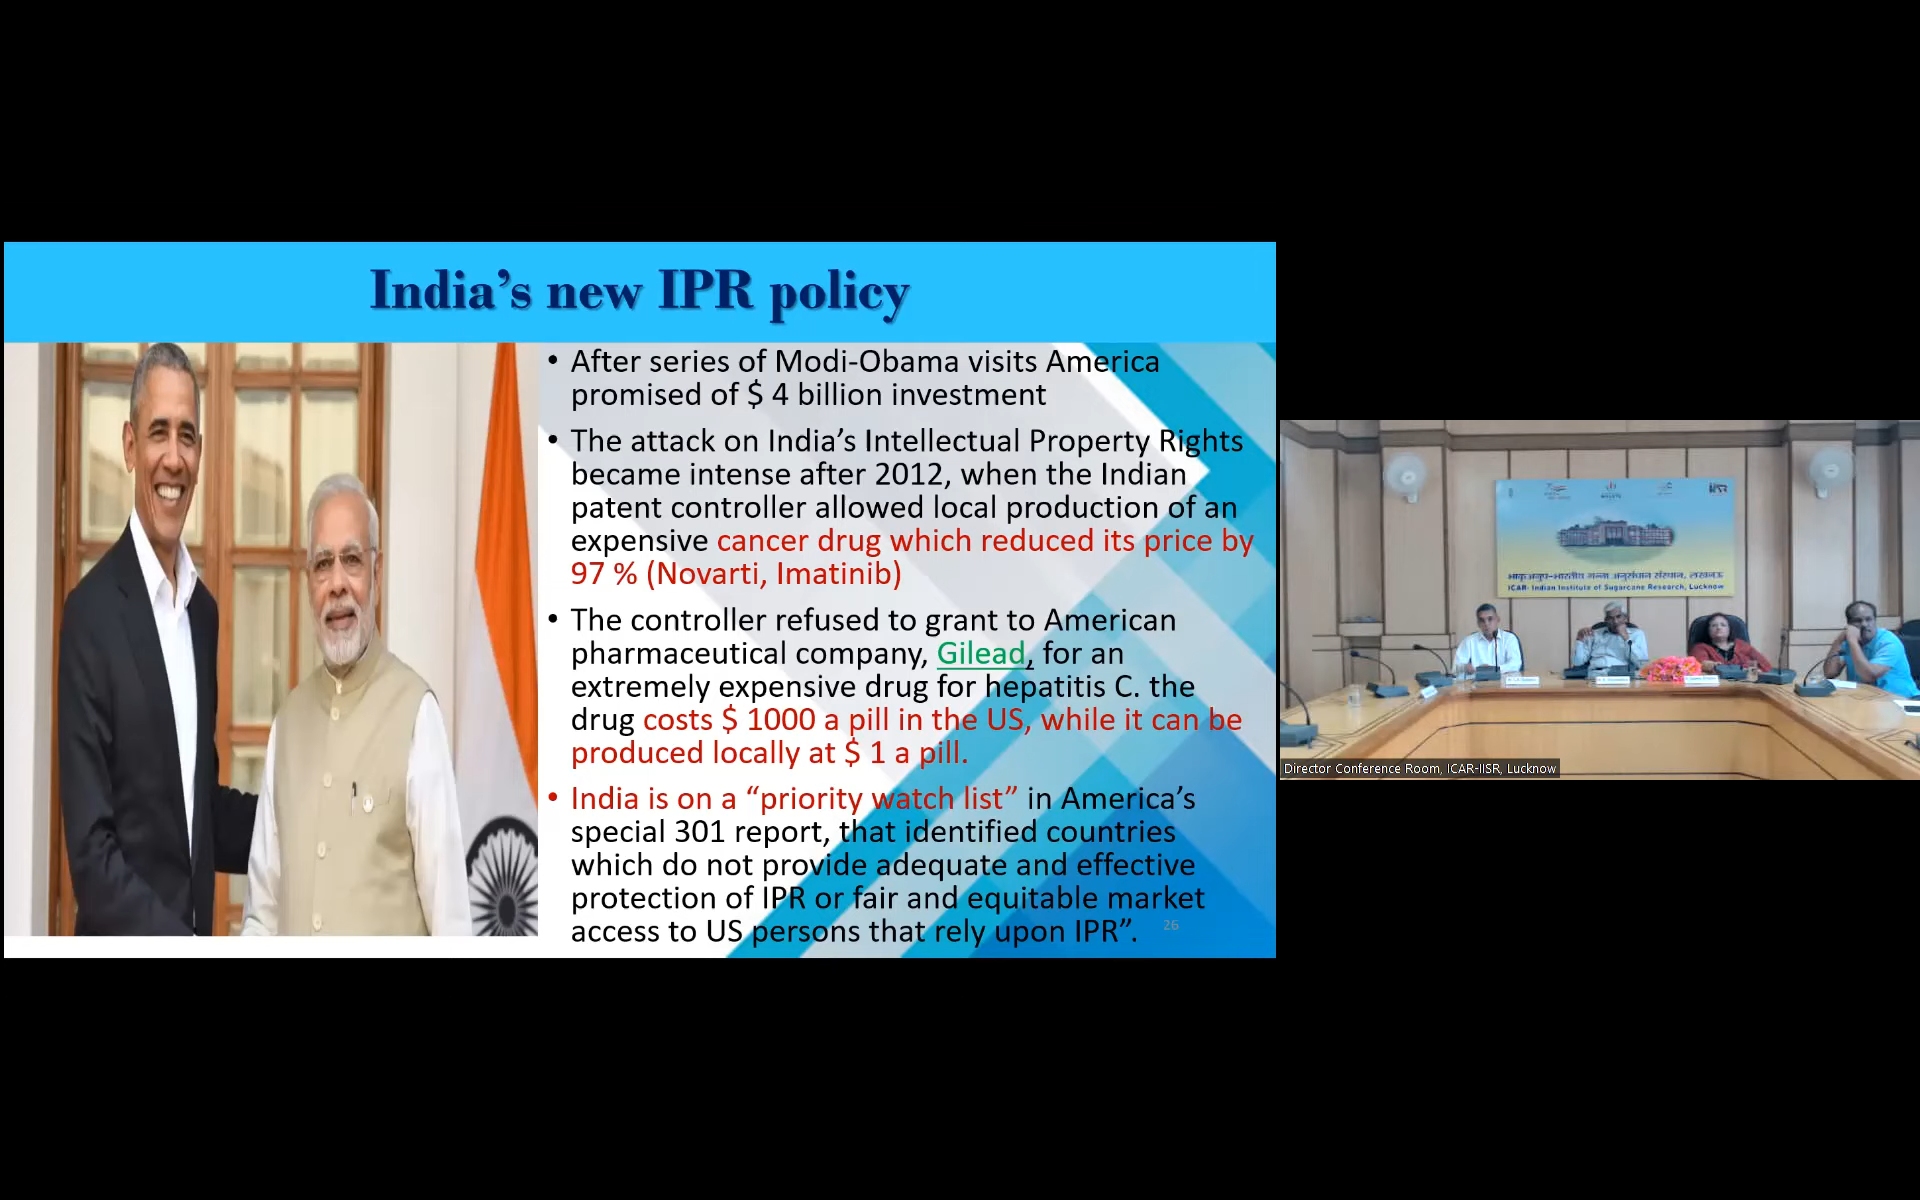 India’s new IPR policy
• After series of Modi-Obama visits America
promised of $ 4 billion investment
• The attack on India’s Intellectual Property Rights
became intense after 2012, when the Indian
patent controller allowed local production of an
expensive cancer drug which reduced its price by
97 % (Novarti, Imatinib)
• The controller refused to grant to American
pharmaceutical company, Gilead, for an
extremely expensive drug for hepatitis C. the
drug costs $ 1000 a pill in the US, while it can be
produced locally at $ 1 a pill.
• India is on a “priority watch list” in America’s
special 301 report, that identified countries
which do not provide adequate and effective
protection of IPR or fair and equitable market
access to US persons that rely upon IPR”.
26
भाकृअनुप-भारतीय गन्ना अनुसंधान संस्थान, लखनऊ
ICAR- Indian Institute of Sugarcane Research, Lucknow
Director Conference Room, ICAR-IISR, Lucknow